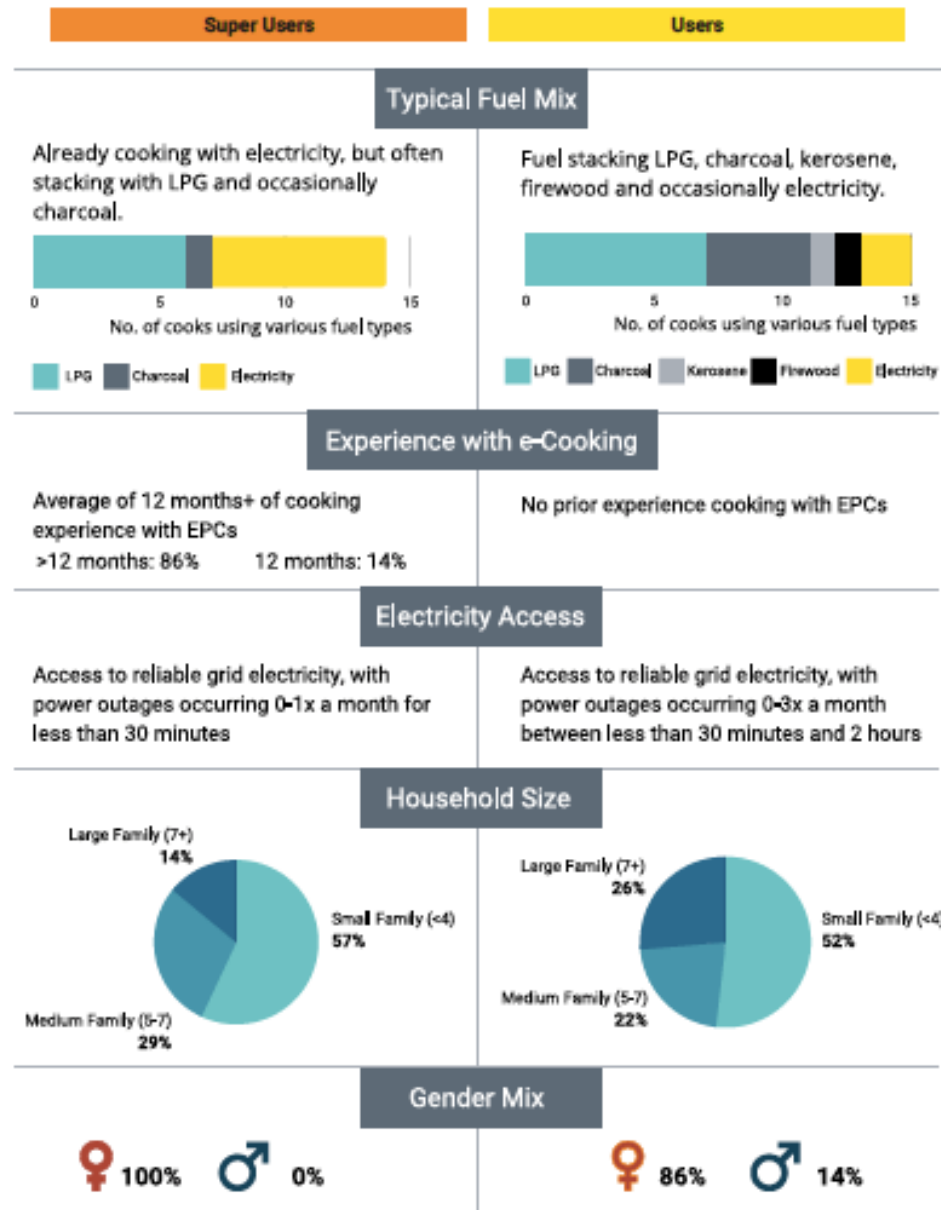 Super Users
Users
Typical Fuel Mix
Already cooking with electricity, but often
stacking with LPG and occasionally
charcoal.
0 5 10 15
No. of cooks using various fuel types
LPG Charcoal Electricity
Fuel stacking LPG, charcoal, kerosene,
firewood and occasionally electricity.
0 5 10 15
No. of cooks using various fuel types
LPG Charcoal Kerosene Firewood Electricity
Experience with e-Cooking
Average of 12 months+ of cooking
experience with EPCs
>12 months: 86% 12 months: 14%
No prior experience cooking with EPCs
Electricity Access
Access to reliable grid electricity, with
power outages occurring 0-1x a month for
less than 30 minutes
Access to reliable grid electricity, with
power outages occurring 0-3x a month
between less than 30 minutes and 2 hours
Household Size
Large Family (7+)
14%
Small Family (<4)
57%
Medium Family (5-7)
29%
Large Family (7+)
26%
Small Family (<4)
52%
Medium Family (5-7)
22%
Gender Mix
100% 0%
86% 14%